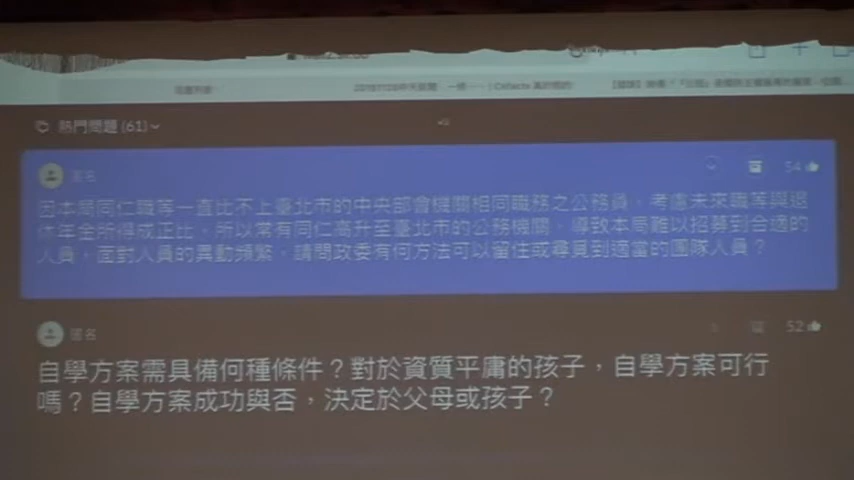 熱門問題 (61)
匿名
54
因本局同仁職等一直比不上臺北市的中央部會機關相同職務之公務員，考慮未來職等與退
休年金所得成正比，所以常有同仁高升至臺北市的公務機關，導致本局難以招募到合適的
人員，面對人員的異動頻繁，請問政委有何方法可以留住或尋覓到適當的團隊人員？
匿名
52
自學方案需具備何種條件？對於資質平庸的孩子，自學方案可行
嗎？自學方案成功與否，決定於父母或孩子？